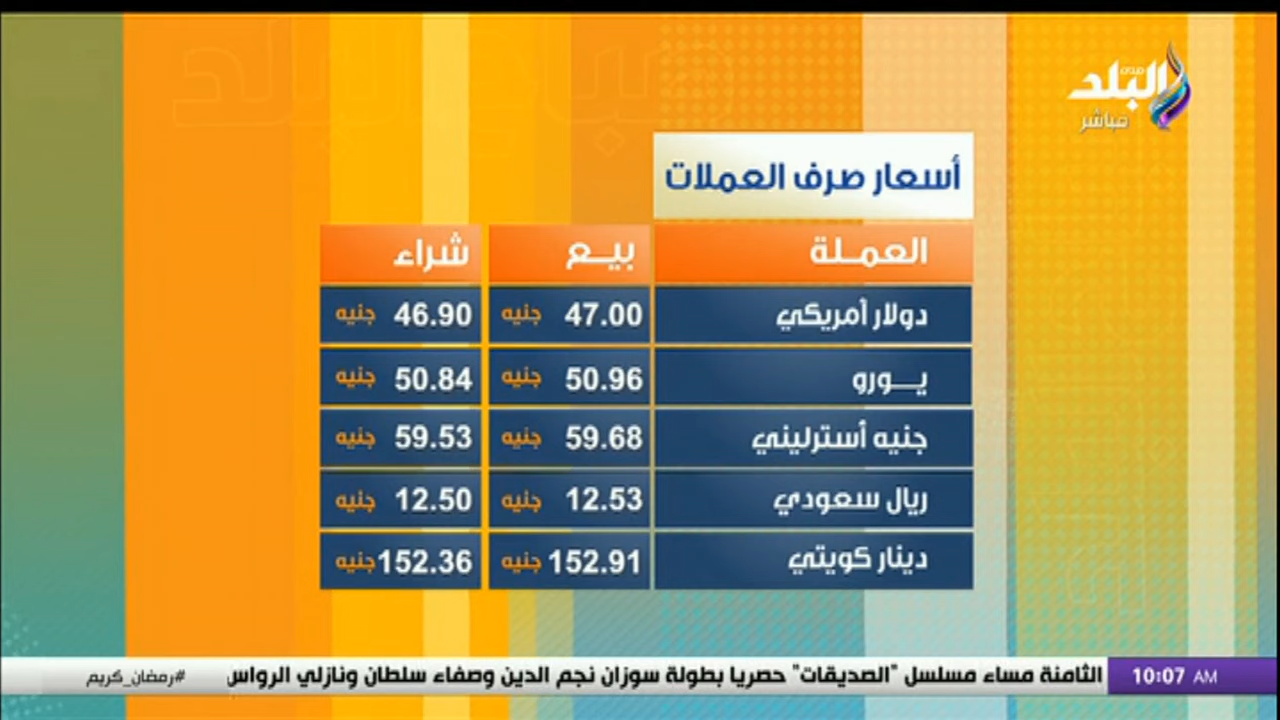 صدى
البلد
مباشر
أسعار صرف العملات
العملة بيع شراء
دولار أمريكي 47.00 جنيه 46.90 جنيه
يورو 50.96 جنيه 50.84 جنيه
جنيه أسترليني 59.68 جنيه 59.53 جنيه
ريال سعودي 12.53 جنيه 12.50 جنيه
دينار كويتي 152.91 جنيه 152.36 جنيه
10:07 AM الثامنة مساء مسلسل "الصديقات" حصريا بطولة سوزان نجم الدين وصفاء سلطان ونازلي الرواس #رمضان_كريم